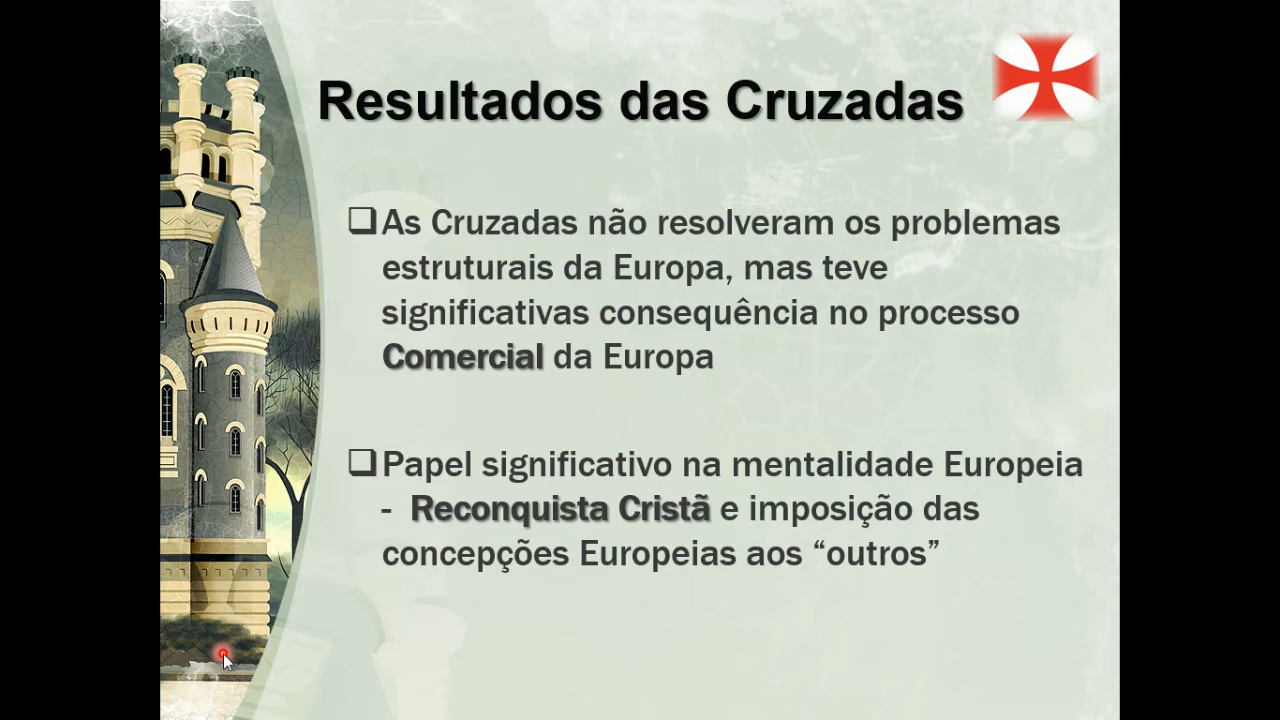 Resultados das Cruzadas
As Cruzadas não resolveram os problemas
estruturais da Europa, mas teve
significativas consequência no processo
Comercial da Europa
Papel significativo na mentalidade Europeia
- Reconquista Cristã e imposição das
concepções Europeias aos “outros”